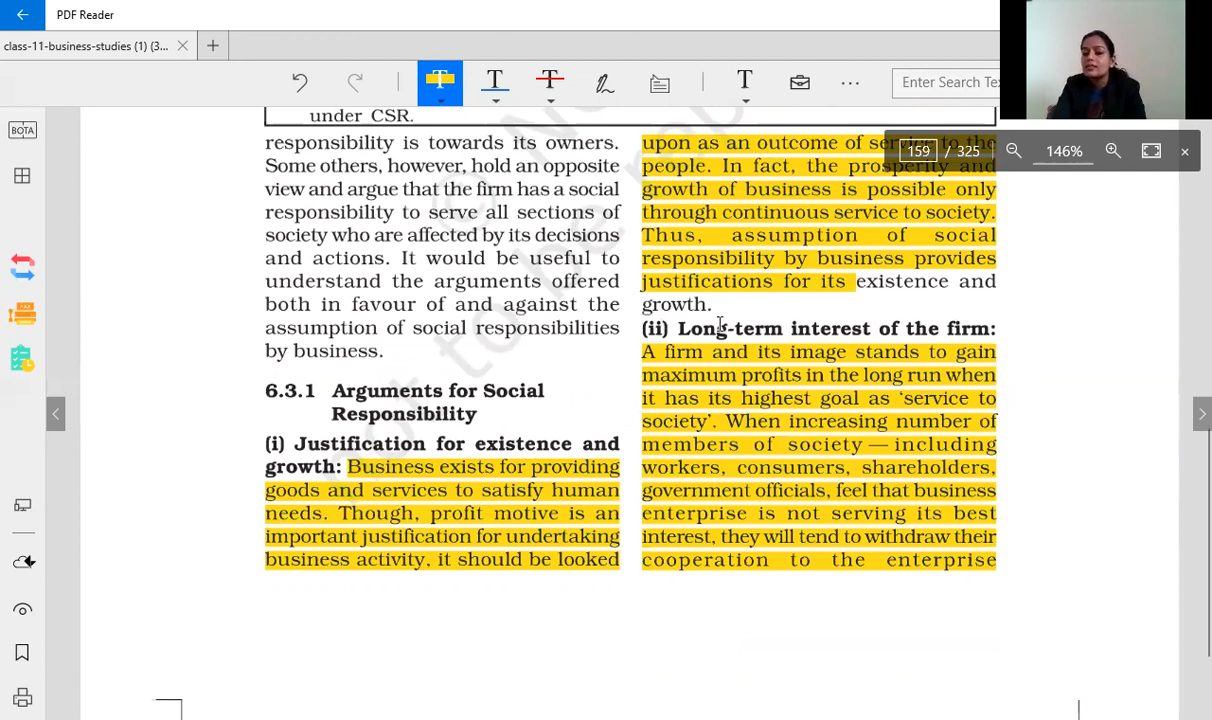 PDF Reader
class-11-business-studies (1) (3...
Enter Search Tex
BOTA
159 / 325
146%
under CSR.
responsibility is towards its owners.
Some others, however, hold an opposite
view and argue that the firm has a social
responsibility to serve all sections of
society who are affected by its decisions
and actions. It would be useful to
understand the arguments offered
both in favour of and against the
assumption of social responsibilities
by business.
6.3.1 Arguments for Social
Responsibility
(i) Justification for existence and
growth: Business exists for providing
goods and services to satisfy human
needs. Though, profit motive is an
important justification for undertaking
business activity, it should be looked
upon as an outcome of service to the
people. In fact, the prosperity and
growth of business is possible only
through continuous service to society.
Thus, assumption of social
responsibility by business provides
justifications for its existence and
growth.
(ii) Long-term interest of the firm:
A firm and its image stands to gain
maximum profits in the long run when
it has its highest goal as ‘service to
society’. When increasing number of
members of society — including
workers, consumers, shareholders,
government officials, feel that business
enterprise is not serving its best
interest, they will tend to withdraw their
cooperation to the enterprise
©
not to be rep